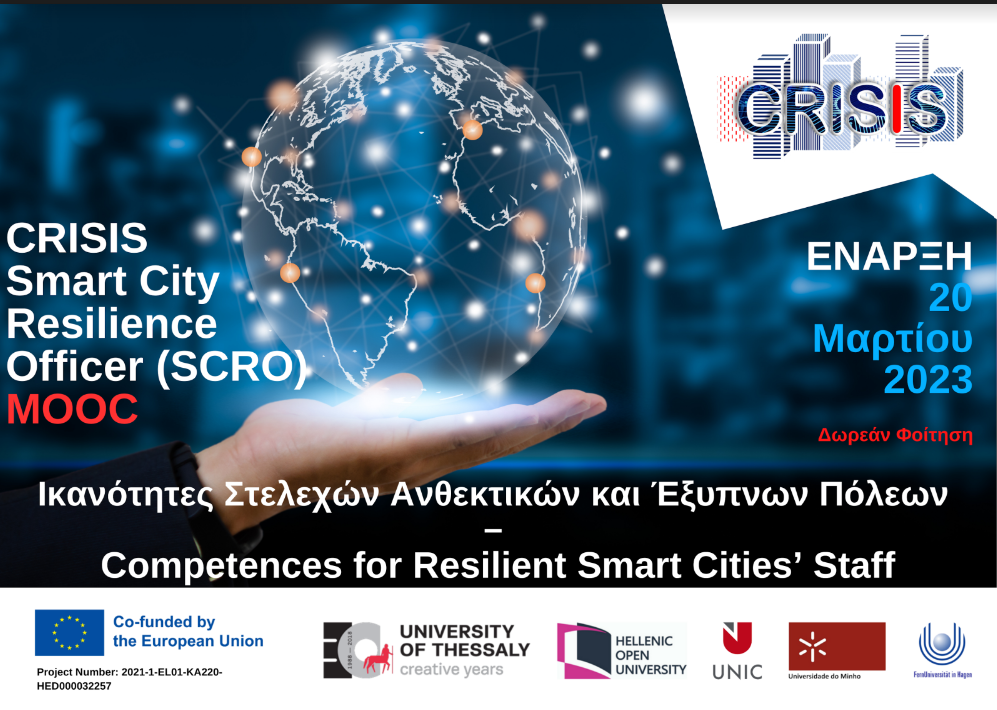 CRISIS
CRISIS
Smart City
Resilience
Officer (SCRO)
MOOC
ΕΝΑΡΞΗ
20
Μαρτίου
2023
Δωρεάν Φοίτηση
Ικανότητες Στελεχών Ανθεκτικών και Έξυπνων Πόλεων
–
Competences for Resilient Smart Cities’ Staff
Co-funded by
the European Union
Project Number: 2021-1-EL01-KA220-
HED000032257
UNIVERSITY
OF THESSALY
creative years
HELLENIC
OPEN
UNIVERSITY
UNIC
Universidade do Minho
FernUniversität in Hagen